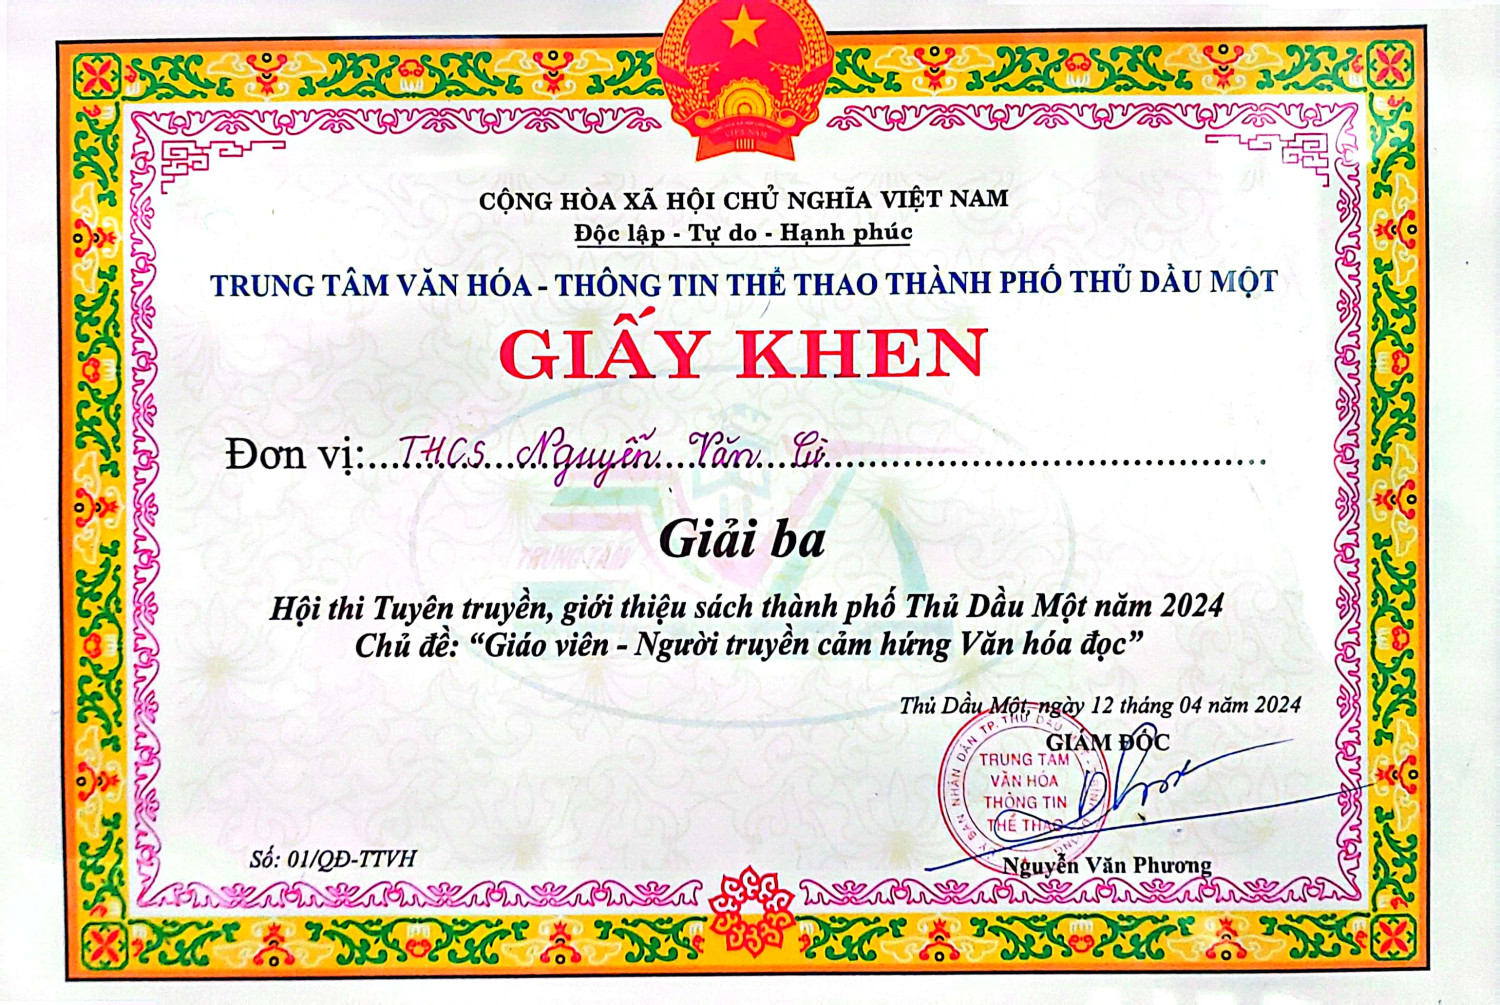 VIỆT NAM
CỘNG HÒA XÃ HỘI CHỦ NGHĨA VIỆT NAM
Độc lập - Tự do - Hạnh phúc
TRUNG TÂM VĂN HÓA - THÔNG TIN THỂ THAO THÀNH PHỐ THỦ DẦU MỘT
GIẤY KHEN
Đơn vị:...THCS Nguyễn Văn Cừ...
TRUNG TÂM
Giải ba
Hội thi Tuyên truyền, giới thiệu sách thành phố Thủ Dầu Một năm 2024
Chủ đề: “Giáo viên - Người truyền cảm hứng Văn hóa đọc”
Thủ Dầu Một, ngày 12 tháng 04 năm 2024
GIÁM ĐỐC
TRUNG TÂM
VĂN HÓA
THÔNG TIN
THỂ THAO
Số: 01/QĐ-TTVH
Nguyễn Văn Phương